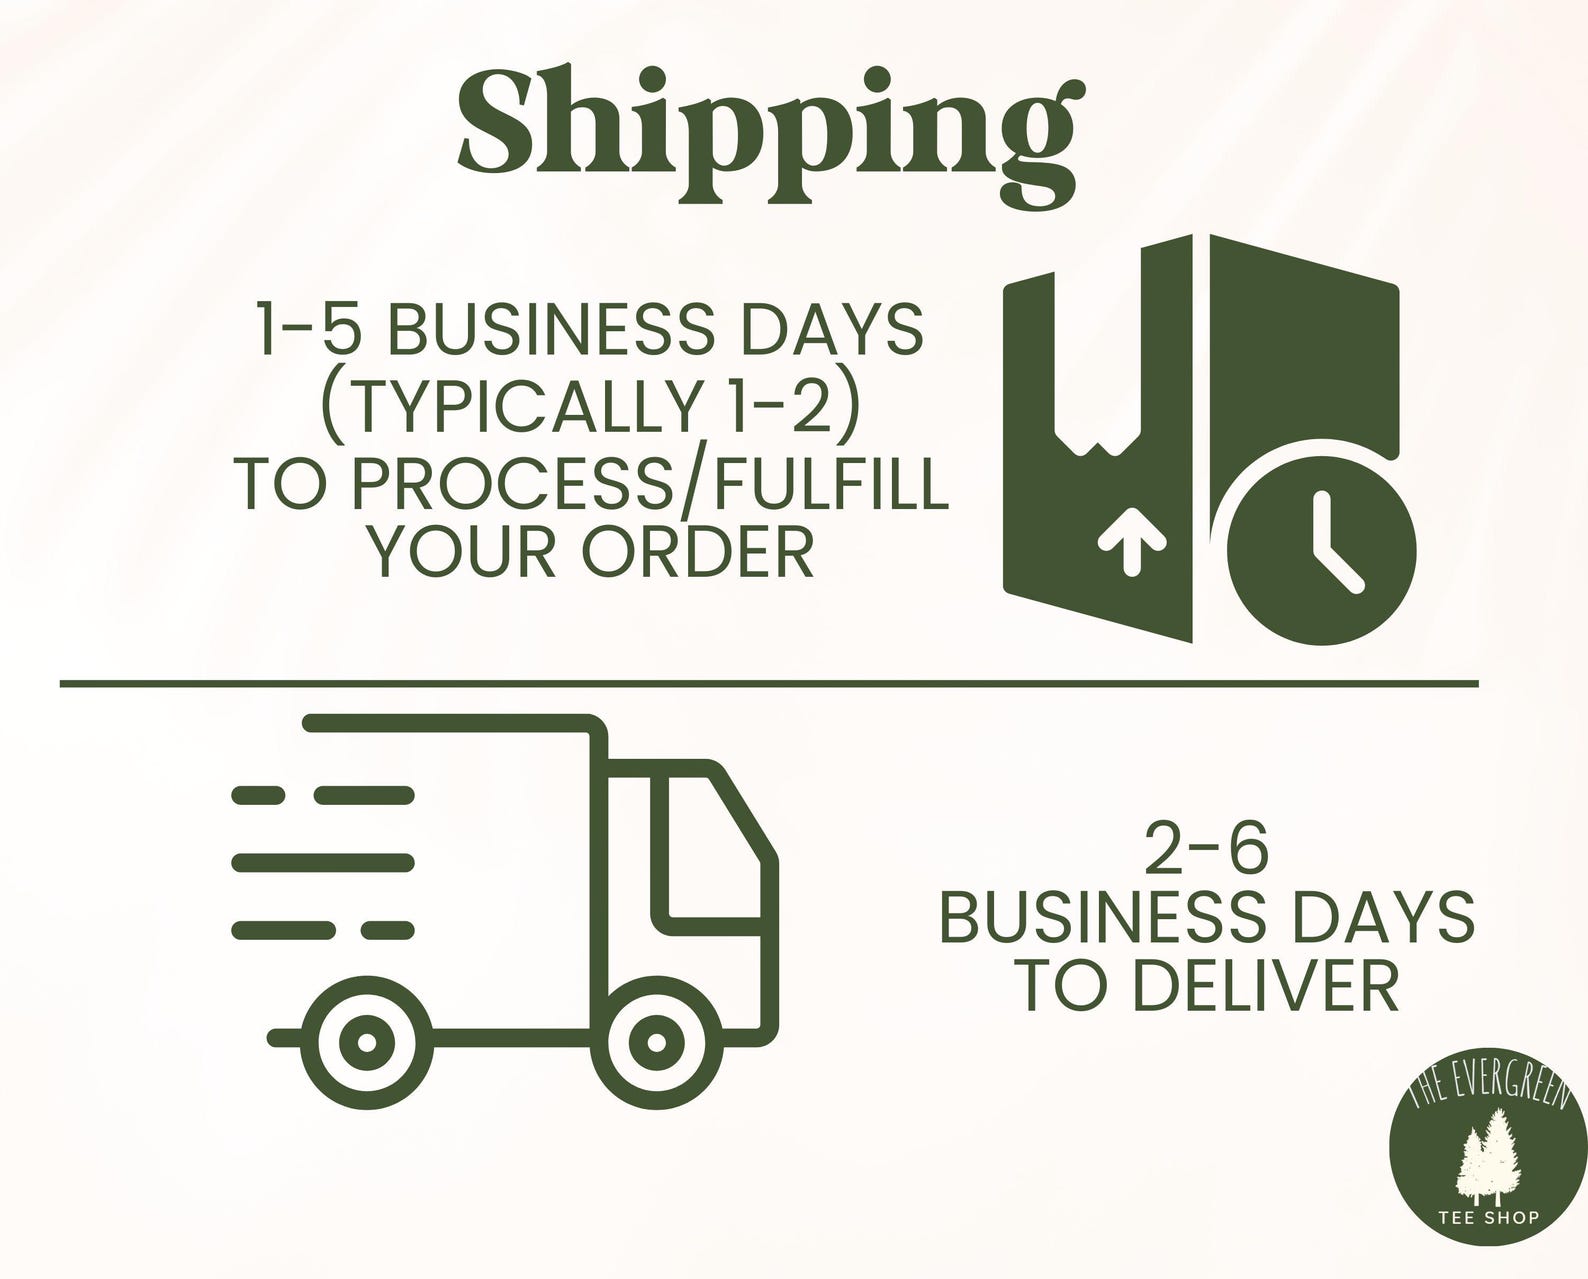 Shipping
1-5 BUSINESS DAYS
(TYPICALLY 1-2)
TO PROCESS/FULFILL
YOUR ORDER
2-6
BUSINESS DAYS
TO DELIVER
THE EVERGREEN
TEE SHOP